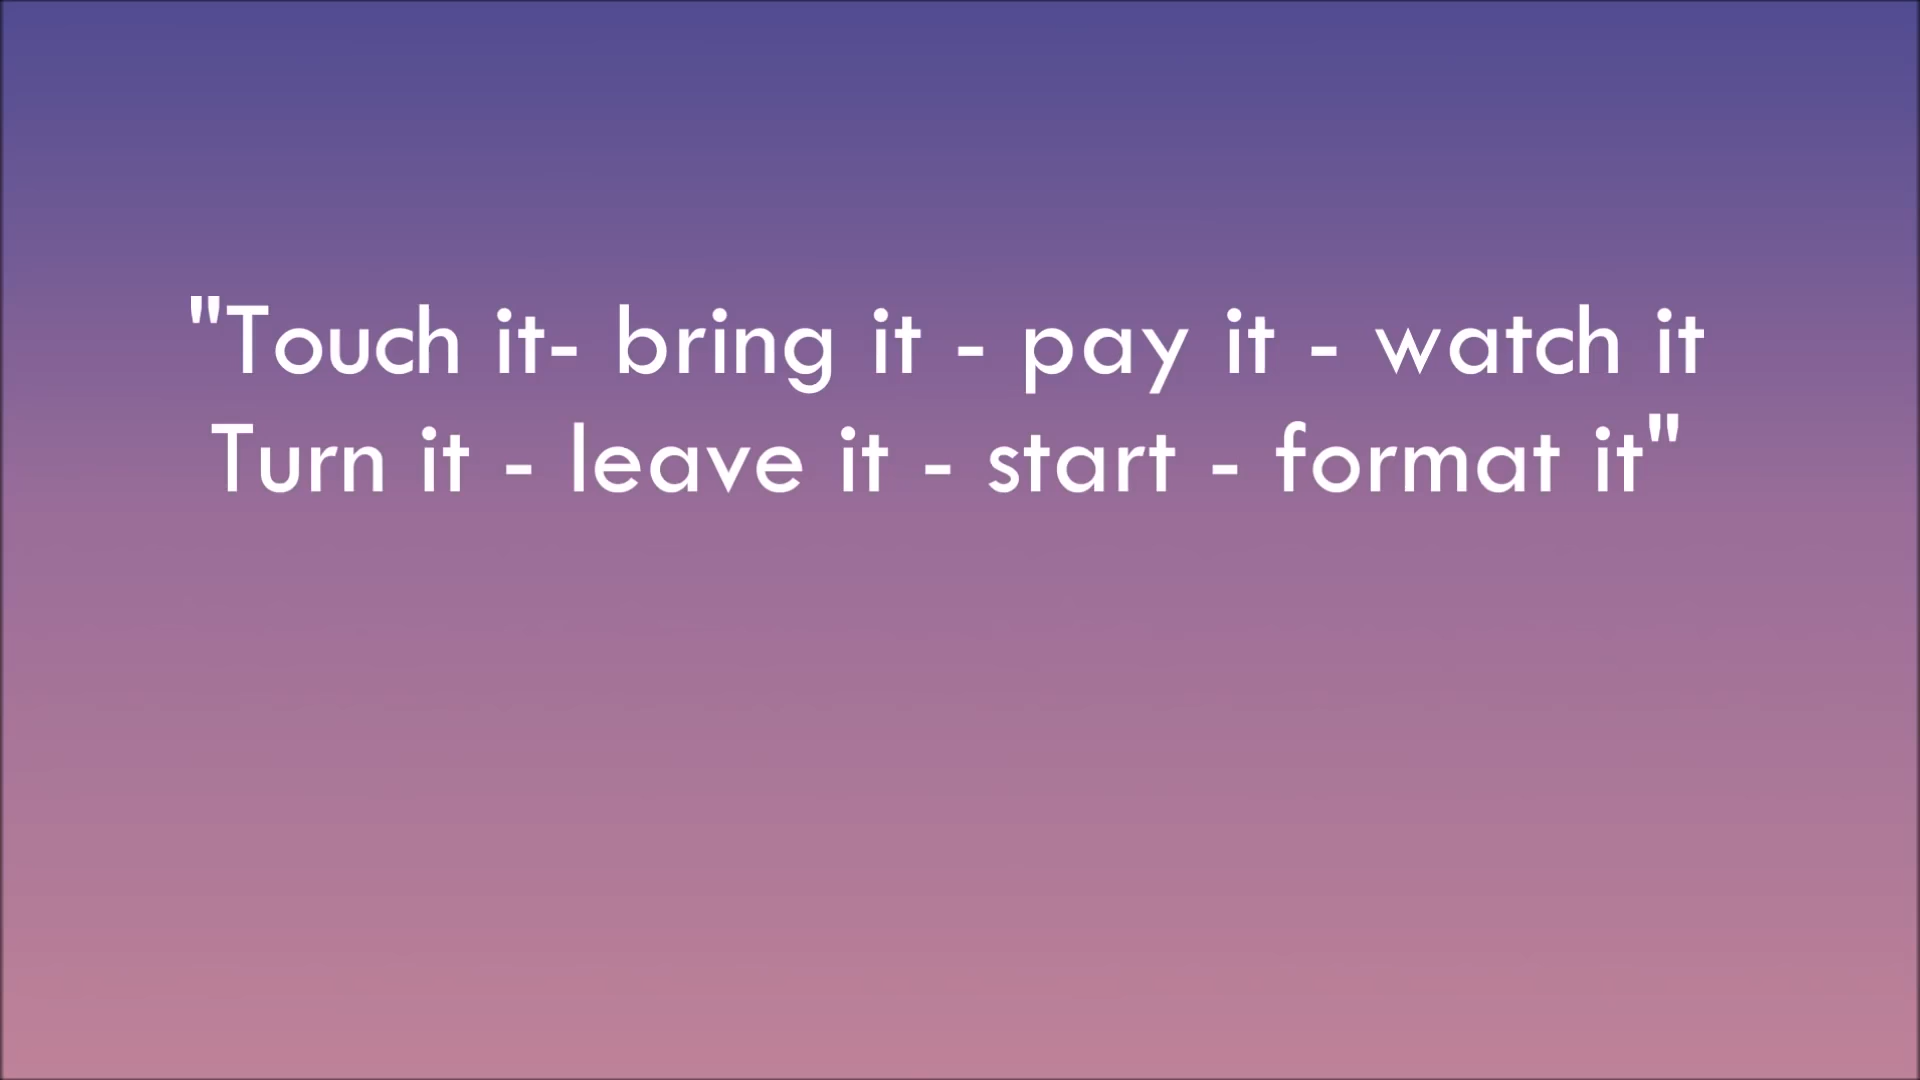 "Touch it- bring it - pay it - watch it
Turn it - leave it - start - format it"